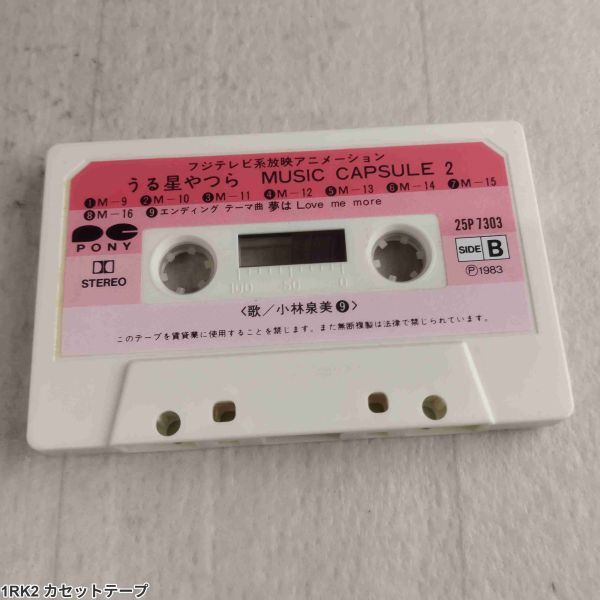 フジテレビ系放映アニメーション
うる星やつら MUSIC CAPSULE 2
❶M−9 ❷M−10 ❸M−11 ❹M−12 ❺M−13 ❻M−14 ❼M−15
❽M−16 ❾エンディング テーマ曲 夢は Love me more
PONY
25P7303
STEREO
SIDE B
Ⓟ1983
100 50 0
〈歌／小林泉美❾〉
このテープを賃貸業に使用することを禁じます。また無断複製は法律で禁じられています。
1RK2 カセットテープ